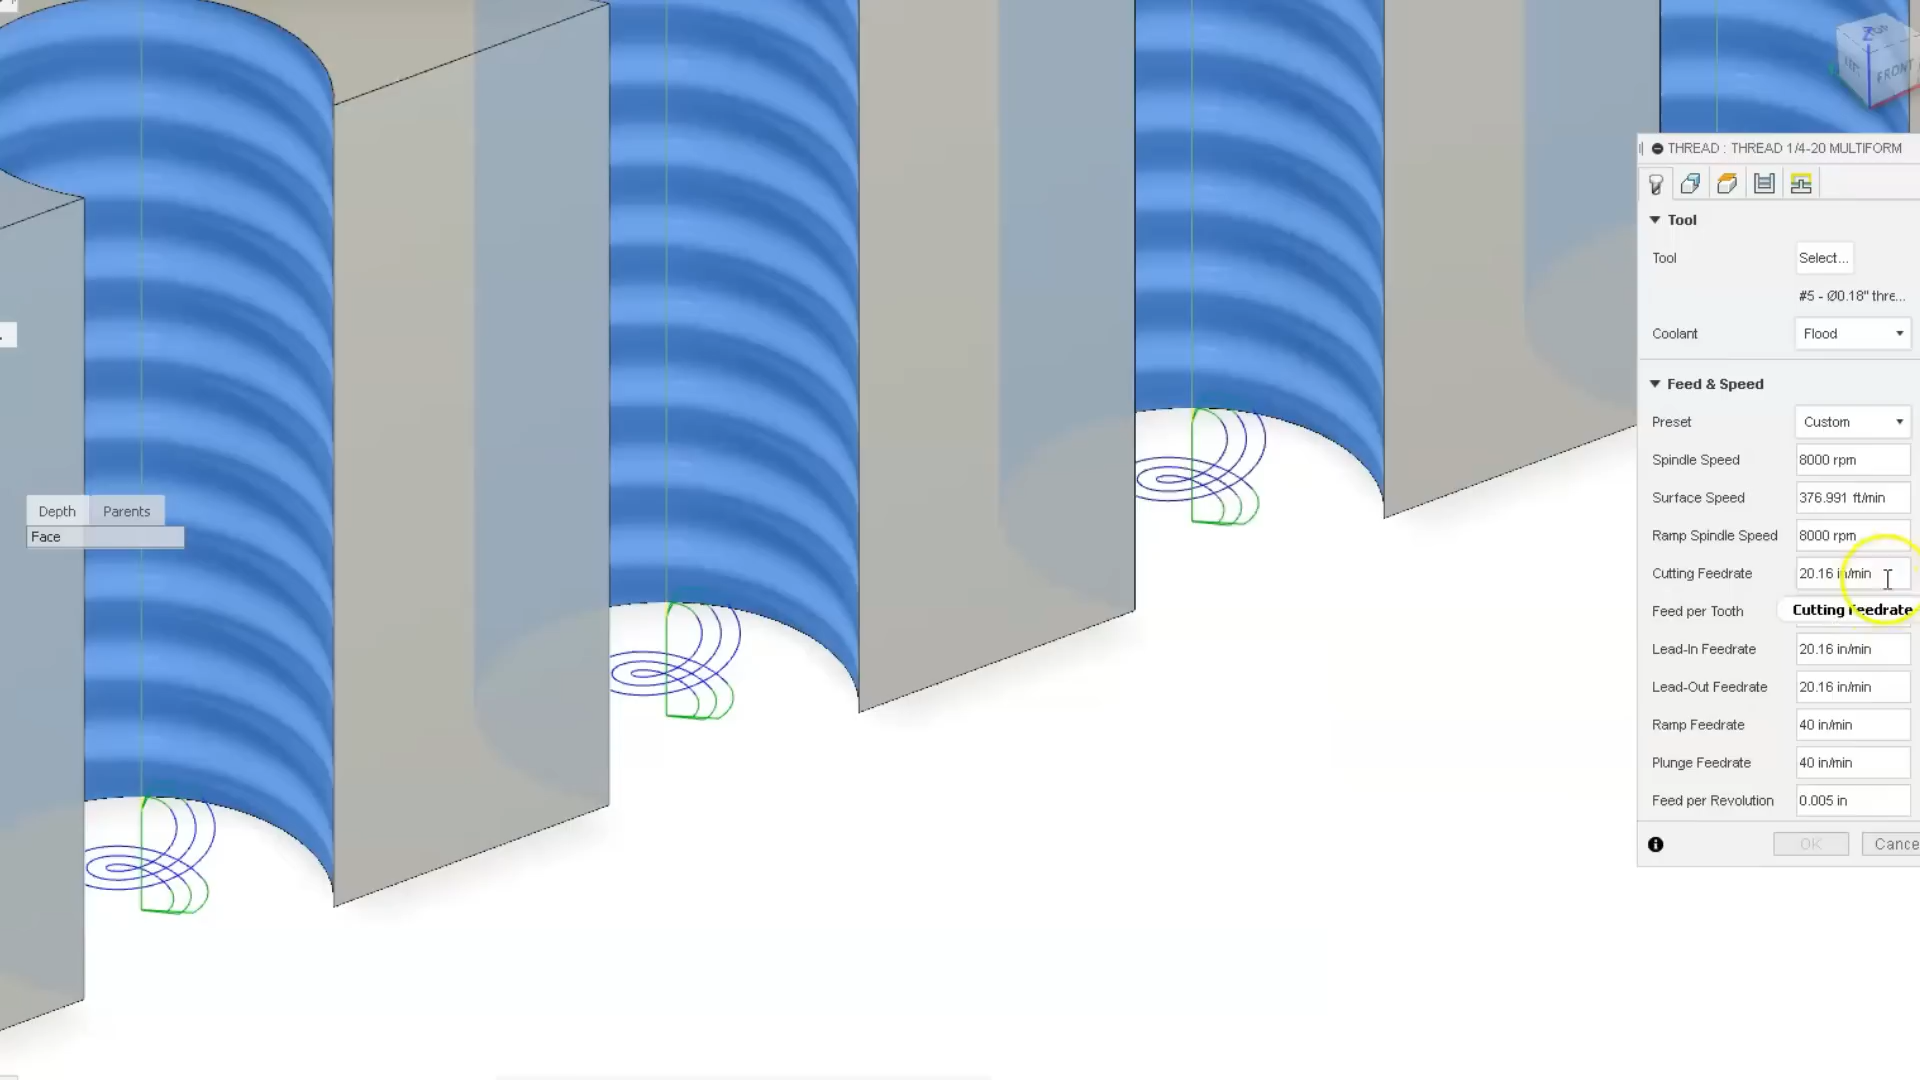 Z
TOP
FRONT
THREAD : THREAD 1/4-20 MULTIFORM
Tool
Tool
Select...
#5 - Ø0.18" thre...
Coolant
Flood
Feed & Speed
Preset
Custom
Spindle Speed
8000 rpm
Surface Speed
376.991 ft/min
Ramp Spindle Speed
8000 rpm
Cutting Feedrate
20.16 in/min
Feed per Tooth
Cutting Feedrate
Lead-In Feedrate
20.16 in/min
Lead-Out Feedrate
20.16 in/min
Ramp Feedrate
40 in/min
Plunge Feedrate
40 in/min
Feed per Revolution
0.005 in
OK
Cance
Depth
Parents
Face